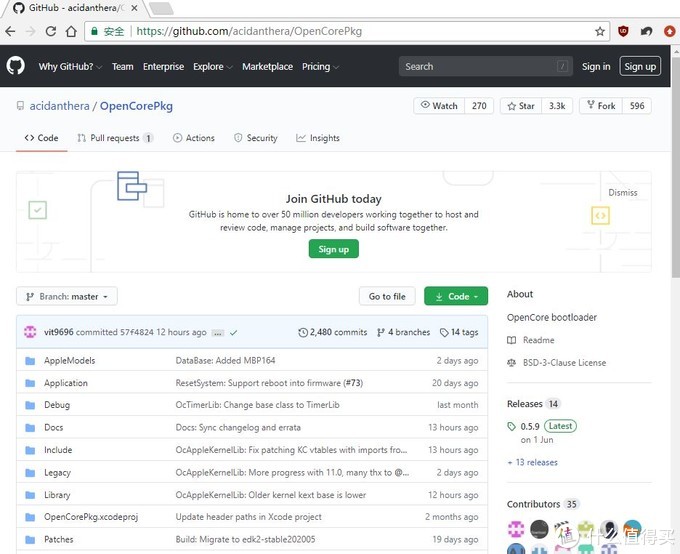 GitHub - acidanthera/O
安全 https://github.com/acidanthera/OpenCorePkg
Why GitHub? Team Enterprise Explore Marketplace Pricing Search / Sign in Sign up
acidanthera / OpenCorePkg
Watch 270 Star 3.3k Fork 596
Code Pull requests 1 Actions Security Insights
Join GitHub today
Dismiss
GitHub is home to over 50 million developers working together to host and
review code, manage projects, and build software together.
Sign up
Branch: master Go to file Code
About
OpenCore bootloader
Readme
BSD-3-Clause License
Releases 14
0.5.9 Latest
on 1 Jun
+ 13 releases
Contributors 35
vit9696 committed 57f4824 12 hours ago ... 2,480 commits 4 branches 14 tags
AppleModels DataBase: Added MBP164 2 days ago
Application ResetSystem: Support reboot into firmware (#73) 20 days ago
Debug OcTimerLib: Change base class to TimerLib last month
Docs Docs: Sync changelog and errata 13 hours ago
Include OcAppleKernelLib: Fix patching KC vtables with imports fro... 13 hours ago
Legacy OcAppleKernelLib: More progress with 11.0, many thx to @... 2 days ago
Library OcAppleKernelLib: Older kernel kext base is lower 12 hours ago
OpenCorePkg.xcodeproj Update header paths in Xcode project 2 months ago
Patches Build: Migrate to edk2-stable202005 19 days ago
值 什么值得买